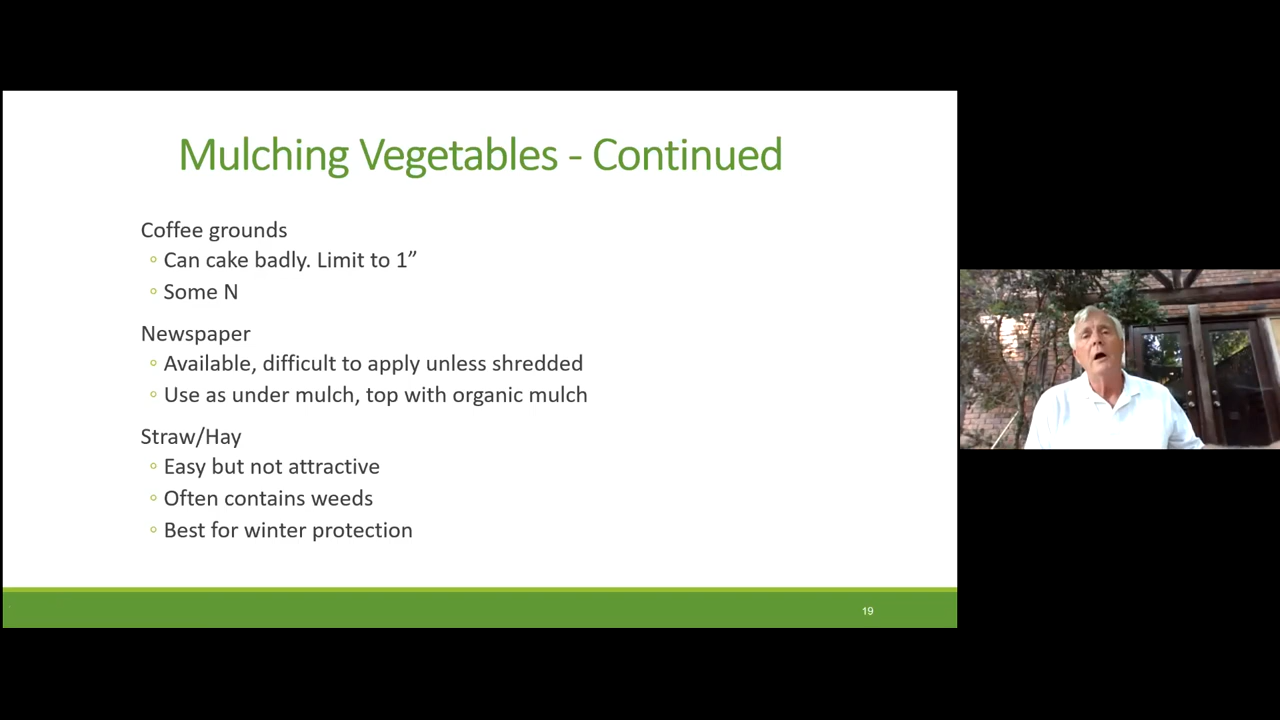 Mulching Vegetables - Continued
Coffee grounds
◦ Can cake badly. Limit to 1”
◦ Some N
Newspaper
◦ Available, difficult to apply unless shredded
◦ Use as under mulch, top with organic mulch
Straw/Hay
◦ Easy but not attractive
◦ Often contains weeds
◦ Best for winter protection
19